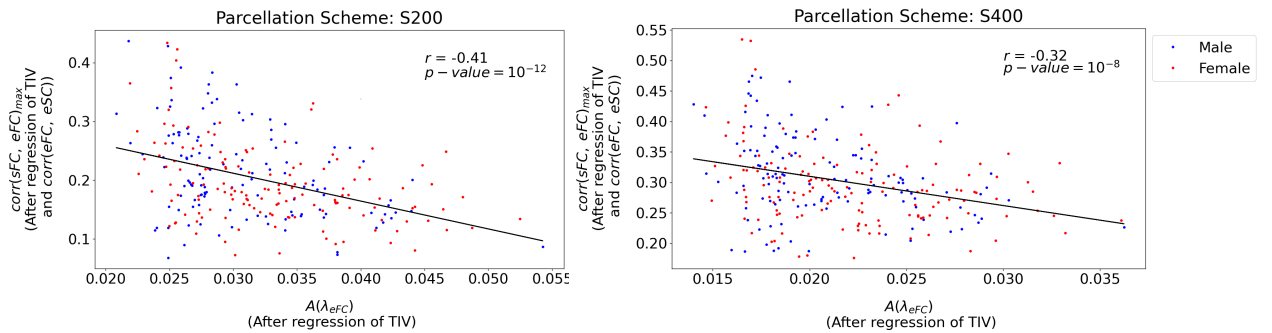 Parcellation Scheme: S200
corr(sFC, eFC)max
(After regression of TIV
and corr(eFC, eSC))
0.4
0.3
0.2
0.1
r = -0.41
p − value = 10−12
0.020 0.025 0.030 0.035 0.040 0.045 0.050 0.055
A(λeFC)
(After regression of TIV)
Parcellation Scheme: S400
corr(sFC, eFC)max
(After regression of TIV
and corr(eFC, eSC))
0.55
0.50
0.45
0.40
0.35
0.30
0.25
0.20
r = -0.32
p − value = 10−8
0.015 0.020 0.025 0.030 0.035
A(λeFC)
(After regression of TIV)
Male
Female